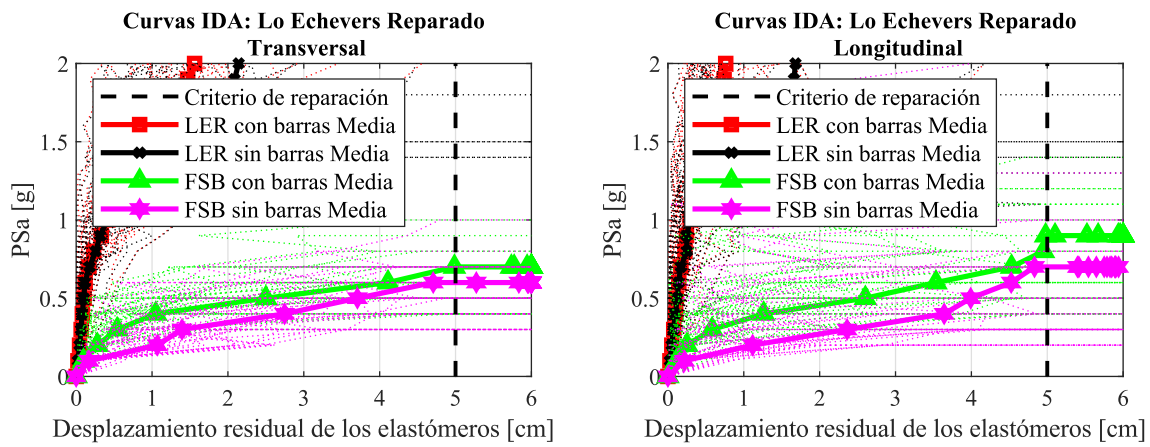 Curvas IDA: Lo Echevers Reparado
Transversal
2
1.5
1
0.5
0
PSa [g]
Criterio de reparación
LER con barras Media
LER sin barras Media
FSB con barras Media
FSB sin barras Media
0 1 2 3 4 5 6
Desplazamiento residual de los elastómeros [cm]
Curvas IDA: Lo Echevers Reparado
Longitudinal
2
1.5
1
0.5
0
PSa [g]
Criterio de reparación
LER con barras Media
LER sin barras Media
FSB con barras Media
FSB sin barras Media
0 1 2 3 4 5 6
Desplazamiento residual de los elastómeros [cm]